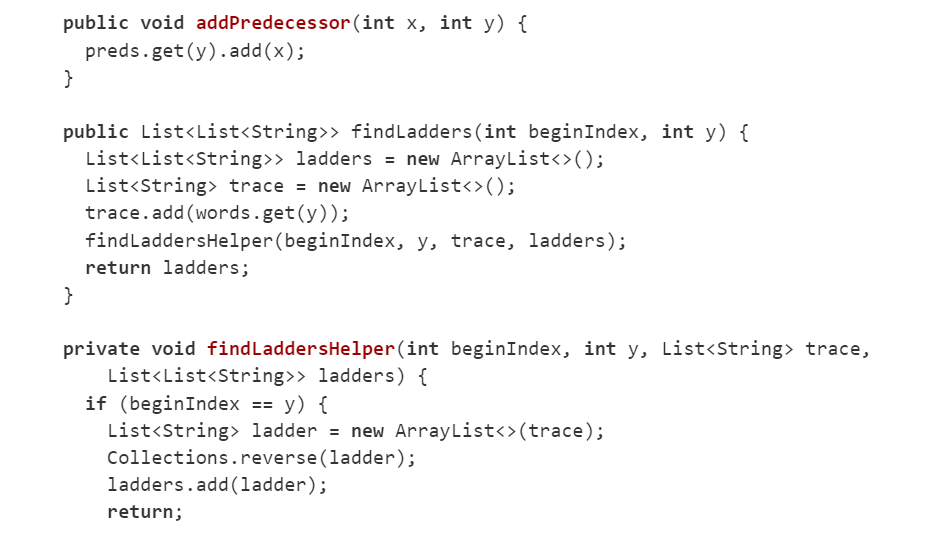 public void addPredecessor(int x, int y) {
  preds.get(y).add(x);
}

public List<List<String>> findLadders(int beginIndex, int y) {
  List<List<String>> ladders = new ArrayList<>();
  List<String> trace = new ArrayList<>();
  trace.add(words.get(y));
  findLaddersHelper(beginIndex, y, trace, ladders);
  return ladders;
}

private void findLaddersHelper(int beginIndex, int y, List<String> trace,
    List<List<String>> ladders) {
  if (beginIndex == y) {
    List<String> ladder = new ArrayList<>(trace);
    Collections.reverse(ladder);
    ladders.add(ladder);
    return;